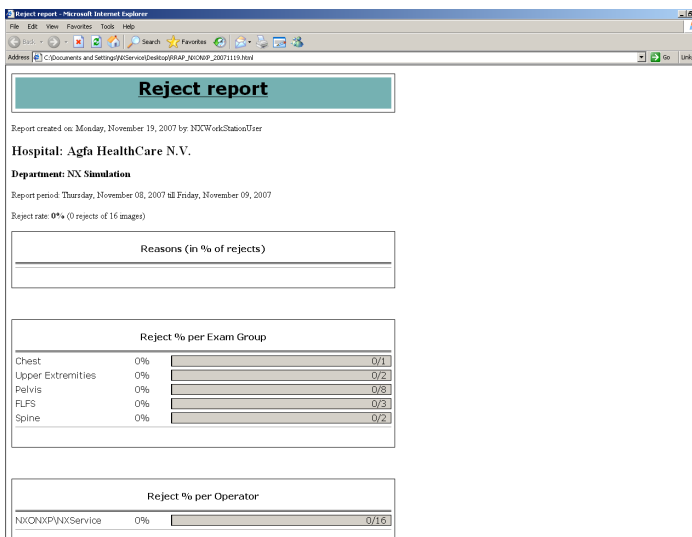 Reject report - Microsoft Internet Explorer
File Edit View Favorites Tools Help
Back Search Favorites
Address C:\Documents and Settings\NXService\Desktop\RRAP_NXONXP_20071119.html Go Link
Reject report
Report created on: Monday, November 19, 2007 by: NXWorkStationUser
Hospital: Agfa HealthCare N.V.
Department: NX Simulation
Report period: Thursday, November 08, 2007 till Friday, November 09, 2007
Reject rate: 0% (0 rejects of 16 images)
Reasons (in % of rejects)
Reject % per Exam Group
Chest 0% 0/1
Upper Extremities 0% 0/2
Pelvis 0% 0/8
FLFS 0% 0/3
Spine 0% 0/2
Reject % per Operator
NXONXP\NXService 0% 0/16